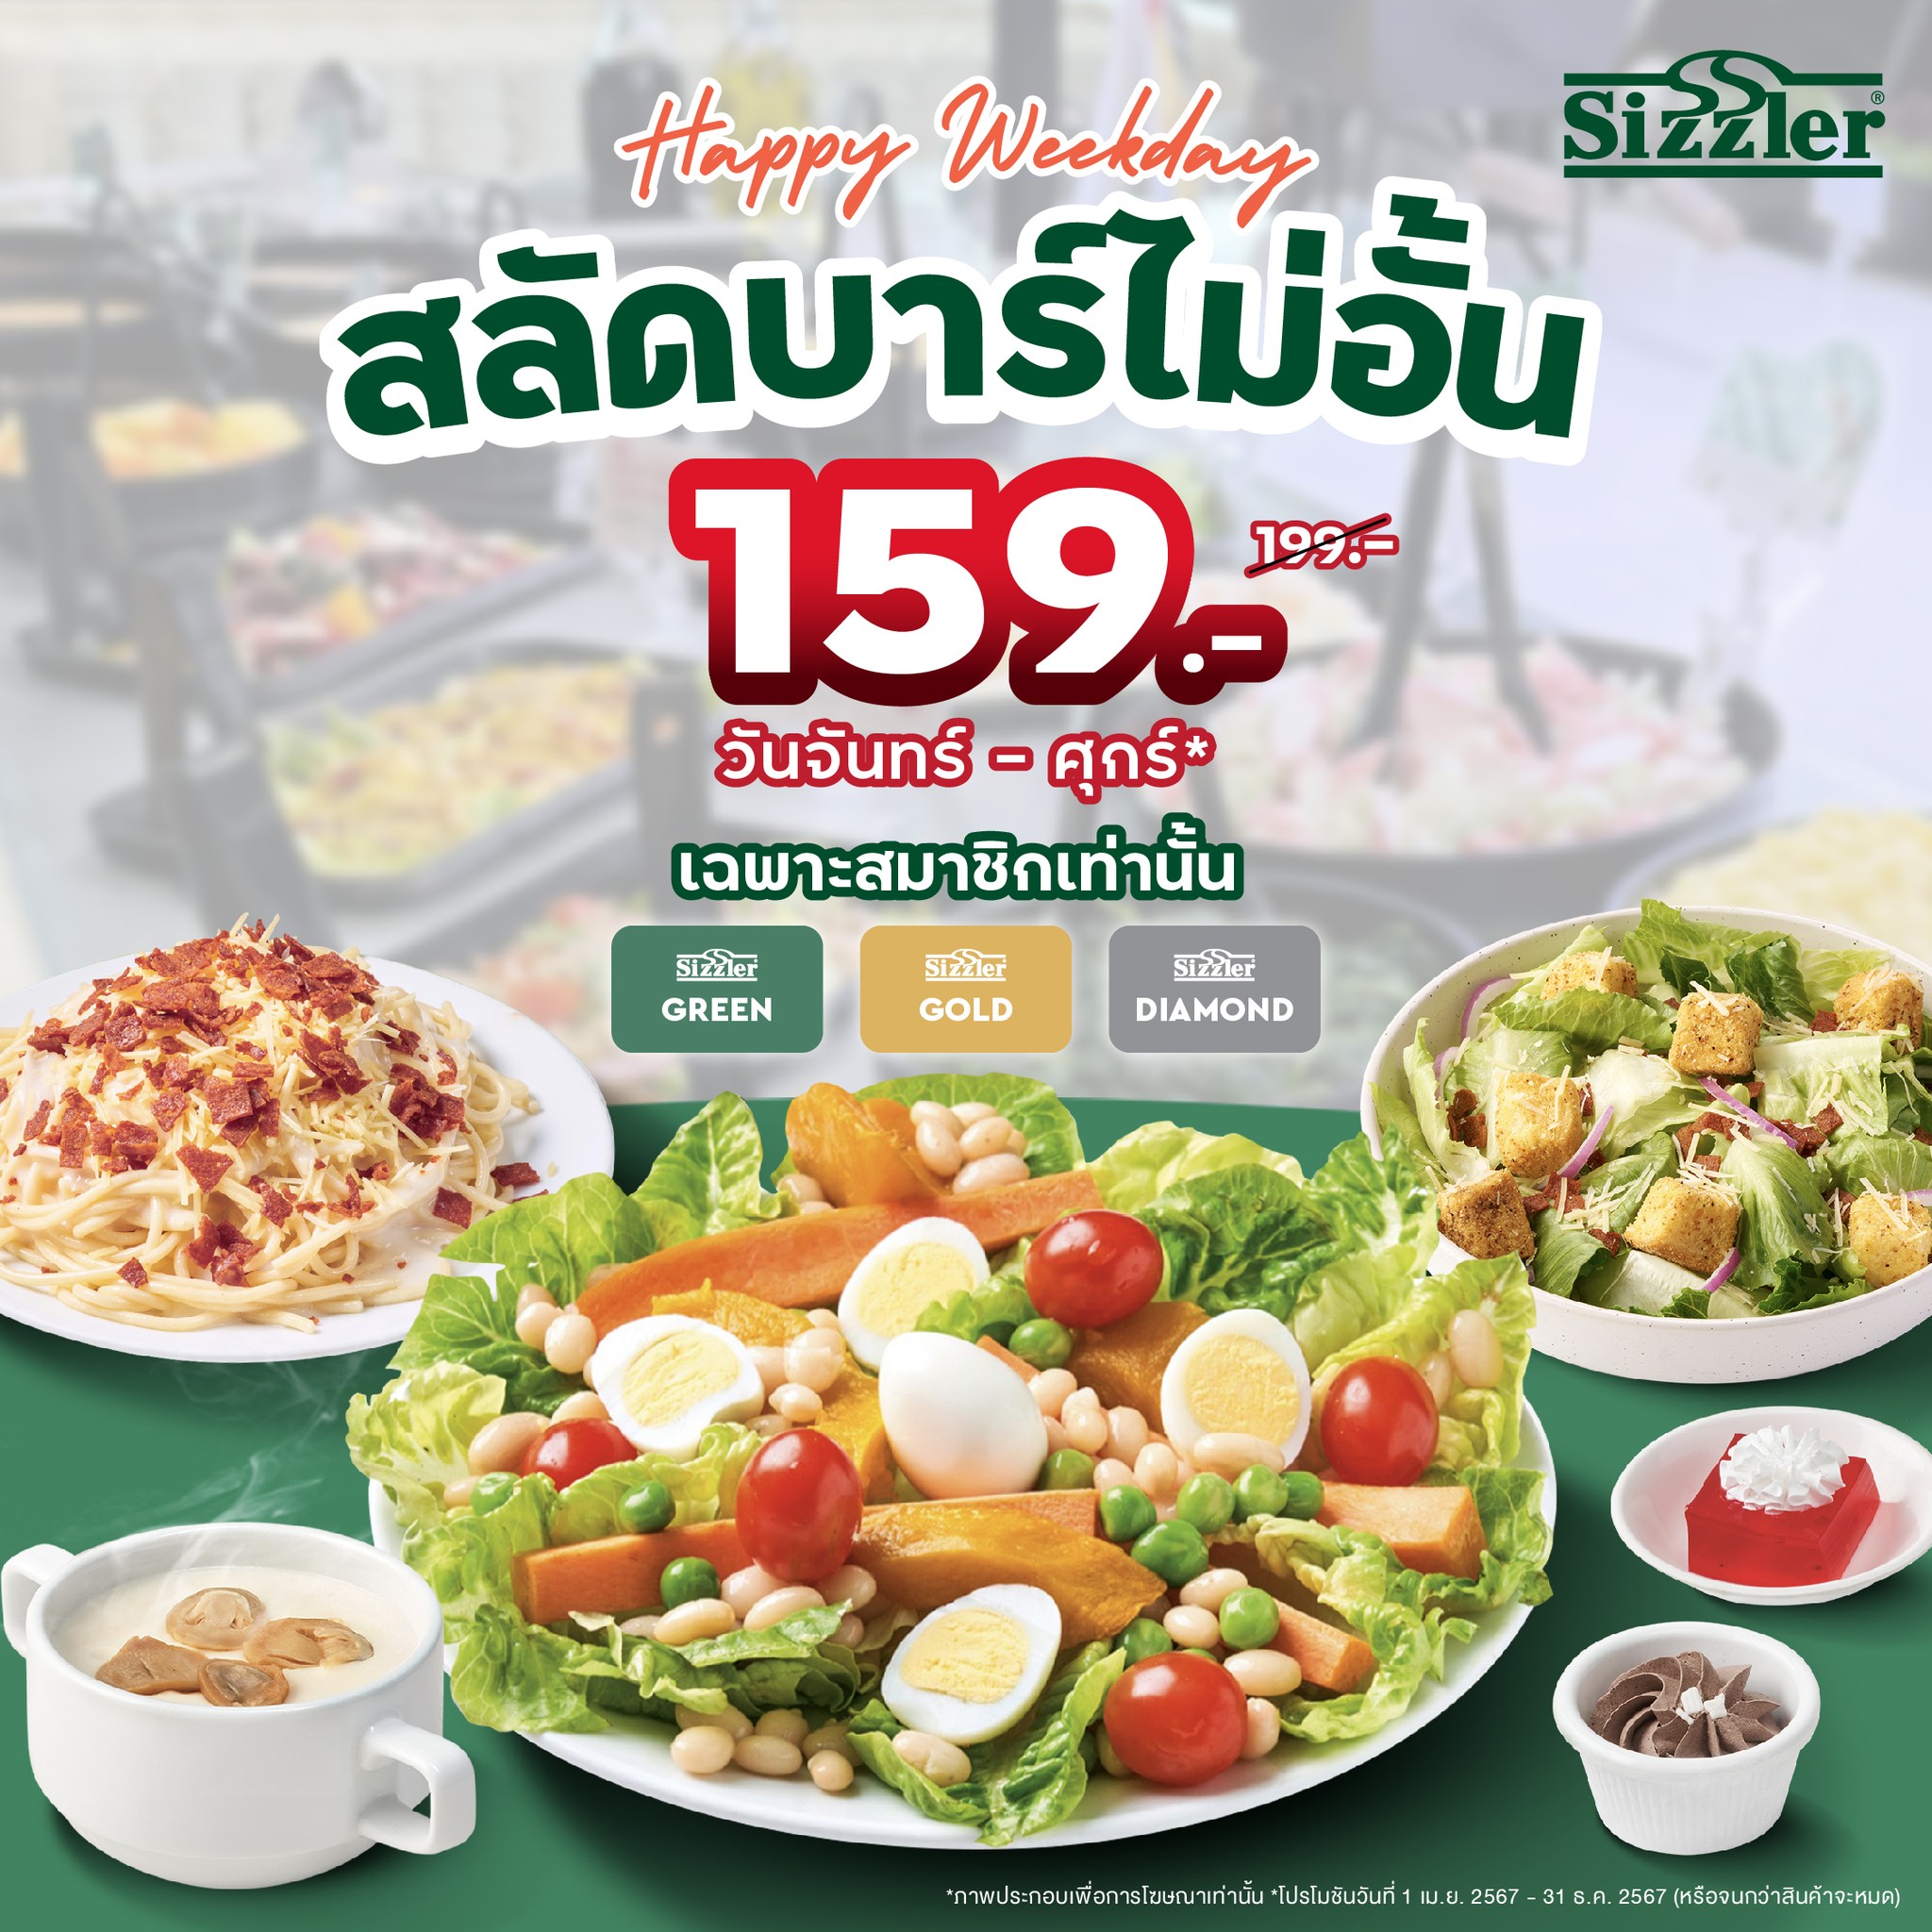 Happy Weekday
Sizzler®
สลัดบาร์ไม่อั้น
159.-
199.-
วันจันทร์ - ศุกร์*
เฉพาะสมาชิกเท่านั้น
Sizzler
GREEN
Sizzler
GOLD
Sizzler
DIAMOND
*ภาพประกอบเพื่อการโฆษณาเท่านั้น *โปรโมชันวันที่ 1 เม.ย. 2567 - 31 ธ.ค. 2567 (หรือจนกว่าสินค้าจะหมด)